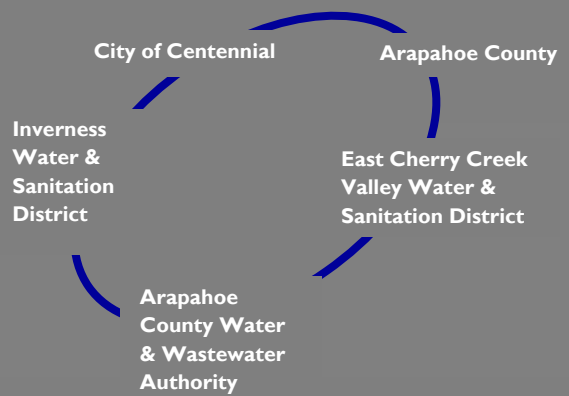 City of Centennial
Arapahoe County
Inverness
Water &
Sanitation
District
East Cherry Creek
Valley Water &
Sanitation District
Arapahoe
County Water
& Wastewater
Authority